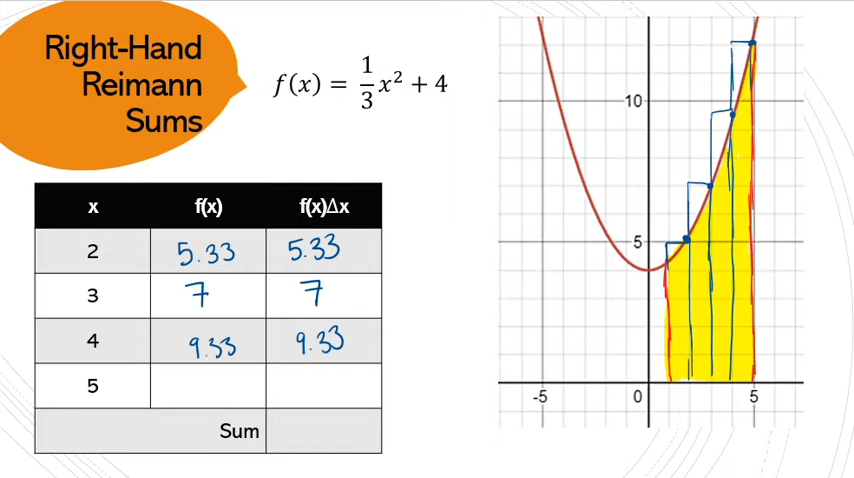 Right-Hand
Reimann
Sums
f(x) = 1/3 x² + 4
x f(x) f(x)Δx
2 5.33 5.33
3 7 7
4 9.33 9.33
5
Sum
10
5
-5 0 5